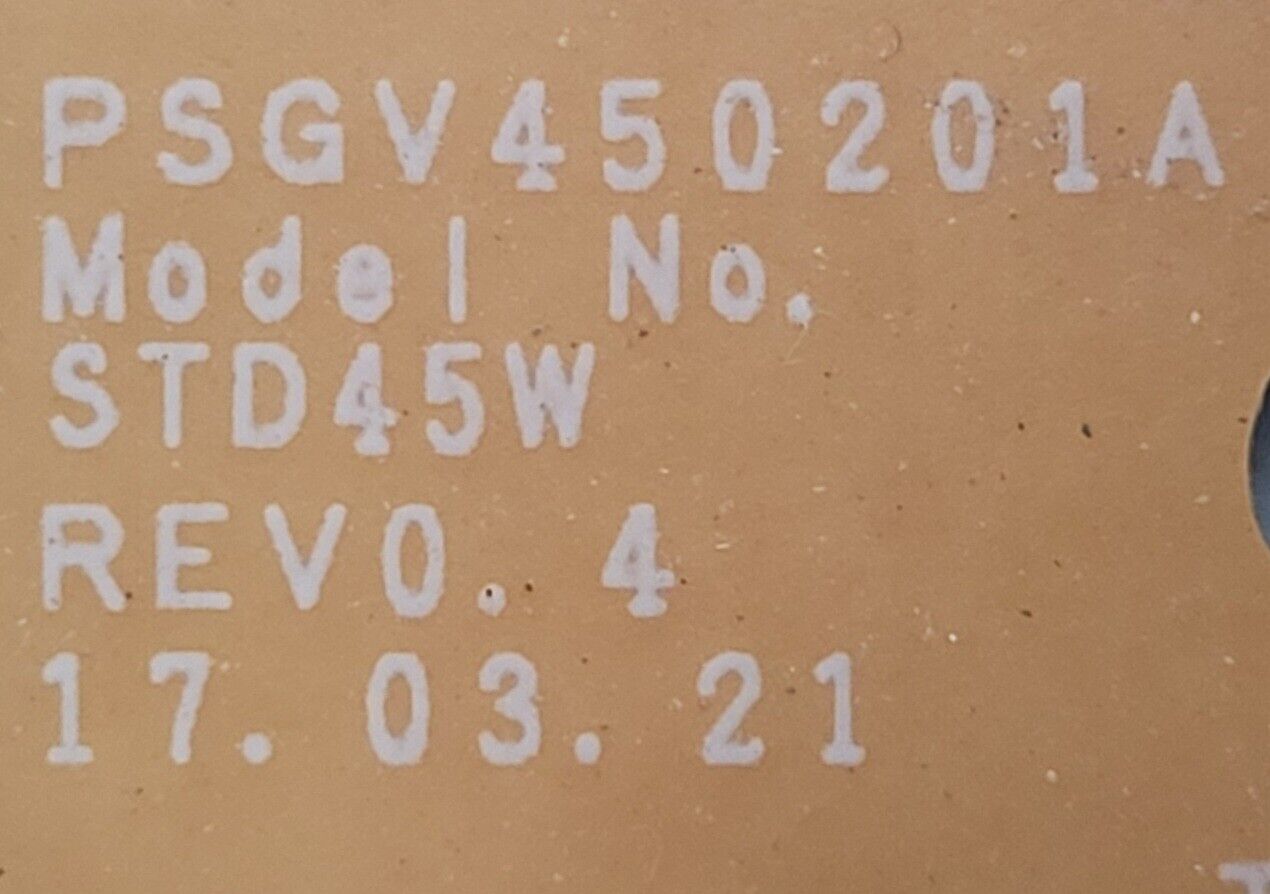 PSGV450201A
Model No.
STD45W
REV0.4
17.03.21